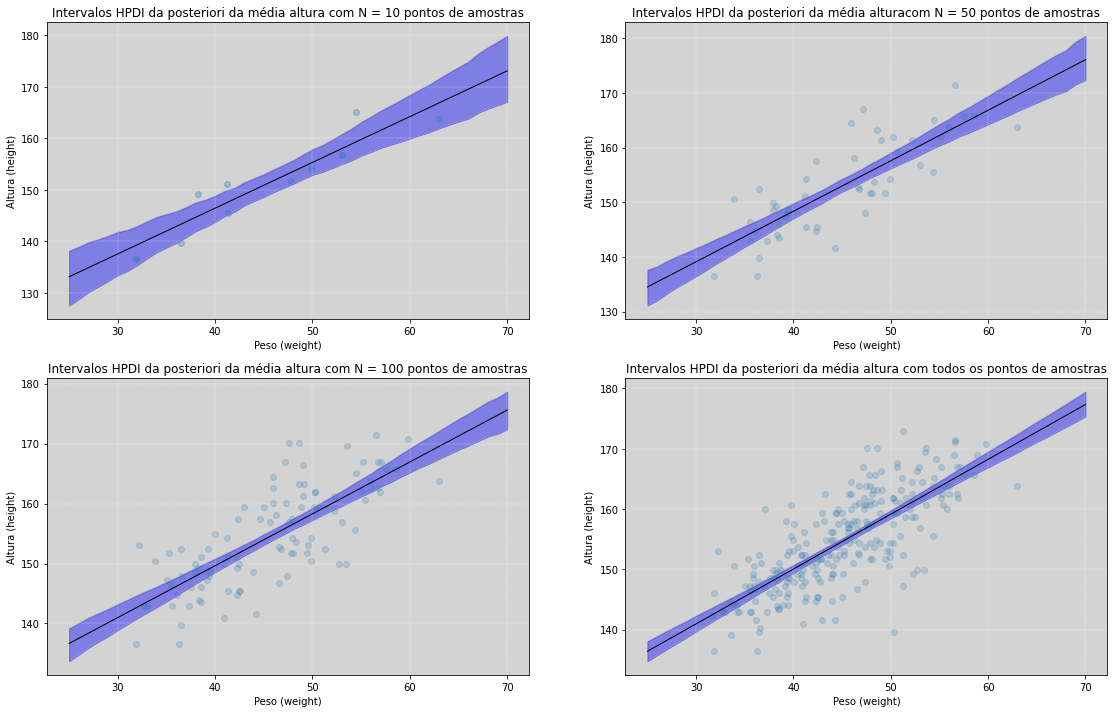 Intervalos HPDI da posteriori da média altura com N = 10 pontos de amostras
180
170
160
150
140
130
Altura (height)
30 40 50 60 70
Peso (weight)
Intervalos HPDI da posteriori da média alturacom N = 50 pontos de amostras
180
170
160
150
140
130
Altura (height)
30 40 50 60 70
Peso (weight)
Intervalos HPDI da posteriori da média altura com N = 100 pontos de amostras
180
170
160
150
140
Altura (height)
30 40 50 60 70
Peso (weight)
Intervalos HPDI da posteriori da média altura com todos os pontos de amostras
180
170
160
150
140
Altura (height)
30 40 50 60 70
Peso (weight)